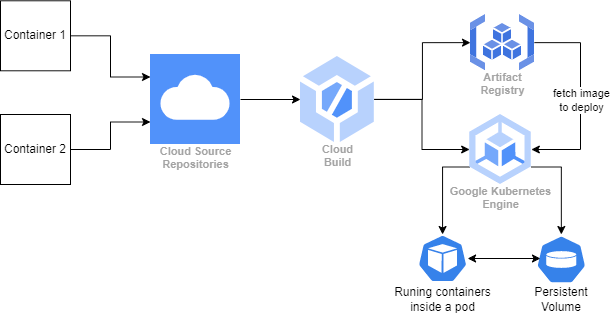 Container 1
Container 2
Cloud Source
Repositories
Cloud
Build
Artifact
Registry
fetch image
to deploy
Google Kubernetes
Engine
Runing containers
inside a pod
Persistent
Volume